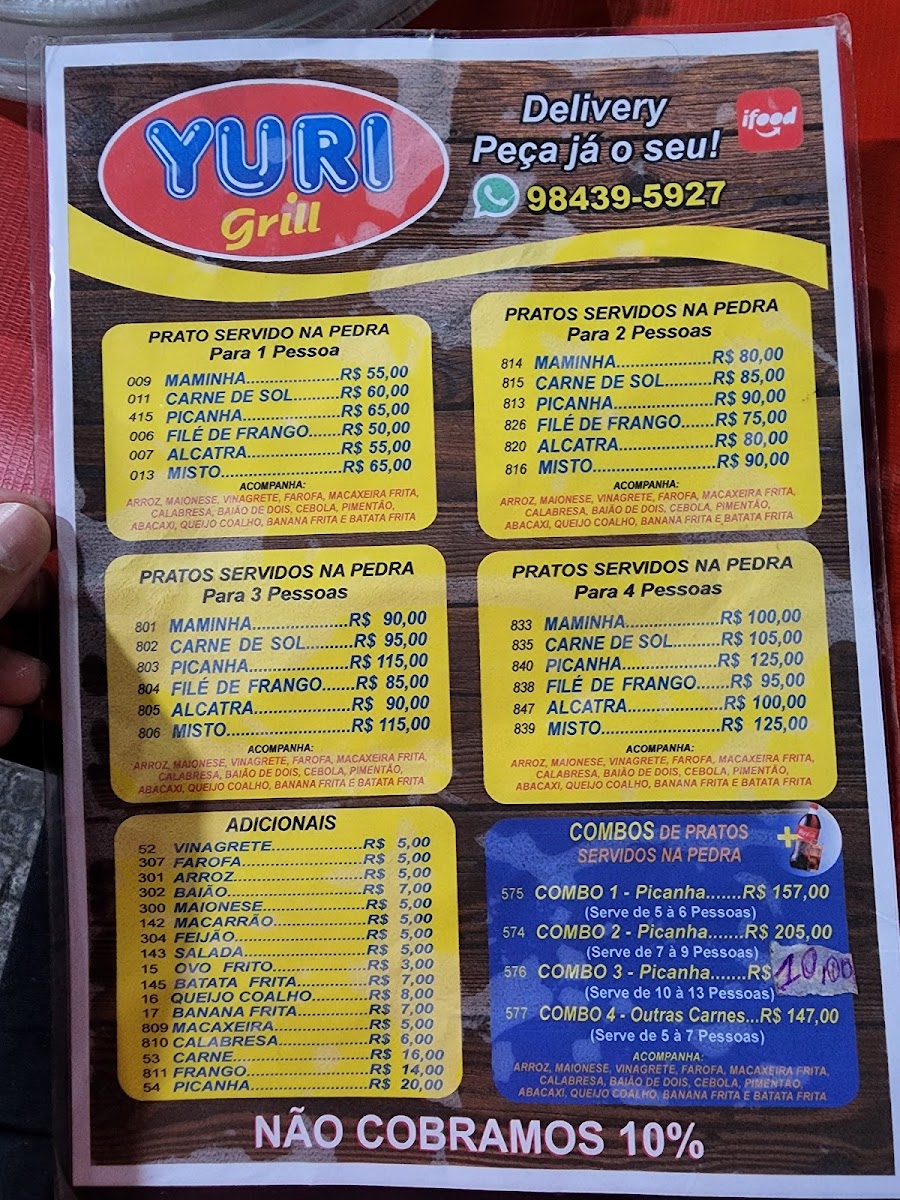 YURI
Grill
Delivery
Peça já o seu!
ifood
98439-5927
PRATO SERVIDO NA PEDRA
Para 1 Pessoa
009 MAMINHA....................R$ 55,00
011 CARNE DE SOL..........R$ 60,00
415 PICANHA.....................R$ 65,00
006 FILÉ DE FRANGO.......R$ 50,00
007 ALCATRA....................R$ 55,00
013 MISTO..........................R$ 65,00
ACOMPANHA:
ARROZ, MAIONESE, VINAGRETE, FAROFA, MACAXEIRA FRITA,
CALABRESA, BAIÃO DE DOIS, CEBOLA, PIMENTÃO,
ABACAXI, QUEIJO COALHO, BANANA FRITA E BATATA FRITA
PRATOS SERVIDOS NA PEDRA
Para 2 Pessoas
814 MAMINHA.....................R$ 80,00
815 CARNE DE SOL...........R$ 85,00
813 PICANHA......................R$ 90,00
826 FILÉ DE FRANGO........R$ 75,00
820 ALCATRA.....................R$ 80,00
816 MISTO...........................R$ 90,00
ACOMPANHA:
ARROZ, MAIONESE, VINAGRETE, FAROFA, MACAXEIRA FRITA,
CALABRESA, BAIÃO DE DOIS, CEBOLA, PIMENTÃO,
ABACAXI, QUEIJO COALHO, BANANA FRITA E BATATA FRITA
PRATOS SERVIDOS NA PEDRA
Para 3 Pessoas
801 MAMINHA.....................R$ 90,00
802 CARNE DE SOL..........R$ 95,00
803 PICANHA......................R$ 115,00
804 FILÉ DE FRANGO.......R$ 85,00
805 ALCATRA.....................R$ 90,00
806 MISTO...........................R$ 115,00
ACOMPANHA:
ARROZ, MAIONESE, VINAGRETE, FAROFA, MACAXEIRA FRITA,
CALABRESA, BAIÃO DE DOIS, CEBOLA, PIMENTÃO,
ABACAXI, QUEIJO COALHO, BANANA FRITA E BATATA FRITA
PRATOS SERVIDOS NA PEDRA
Para 4 Pessoas
833 MAMINHA.....................R$ 100,00
835 CARNE DE SOL...........R$ 105,00
840 PICANHA......................R$ 125,00
838 FILÉ DE FRANGO........R$ 95,00
847 ALCATRA.....................R$ 100,00
839 MISTO...........................R$ 125,00
ACOMPANHA:
ARROZ, MAIONESE, VINAGRETE, FAROFA, MACAXEIRA FRITA,
CALABRESA, BAIÃO DE DOIS, CEBOLA, PIMENTÃO,
ABACAXI, QUEIJO COALHO, BANANA FRITA E BATATA FRITA
ADICIONAIS
52 VINAGRETE....................R$ 5,00
307 FAROFA..........................R$ 5,00
301 ARROZ............................R$ 5,00
302 BAIÃO.............................R$ 7,00
300 MAIONESE......................R$ 5,00
142 MACARRÃO....................R$ 5,00
304 FEIJÃO............................R$ 5,00
143 SALADA..........................R$ 5,00
15 OVO FRITO.....................R$ 3,00
145 BATATA FRITA................R$ 7,00
16 QUEIJO COALHO............R$ 8,00
17 BANANA FRITA...............R$ 7,00
809 MACAXEIRA....................R$ 5,00
810 CALABRESA...................R$ 6,00
53 CARNE.............................R$ 16,00
811 FRANGO..........................R$ 14,00
54 PICANHA.........................R$ 20,00
COMBOS DE PRATOS
SERVIDOS NA PEDRA
+
575 COMBO 1 - Picanha.......R$ 157,00
(Serve de 5 à 6 Pessoas)
574 COMBO 2 - Picanha.......R$ 205,00
(Serve de 7 à 9 Pessoas)
576 COMBO 3 - Picanha.......R$
(Serve de 10 à 13 Pessoas)
577 COMBO 4 - Outras Carnes...R$ 147,00
(Serve de 5 à 7 Pessoas)
ACOMPANHA:
ARROZ, MAIONESE, VINAGRETE, FAROFA, MACAXEIRA FRITA,
CALABRESA, BAIÃO DE DOIS, CEBOLA, PIMENTÃO,
ABACAXI, QUEIJO COALHO, BANANA FRITA E BATATA FRITA
NÃO COBRAMOS 10%